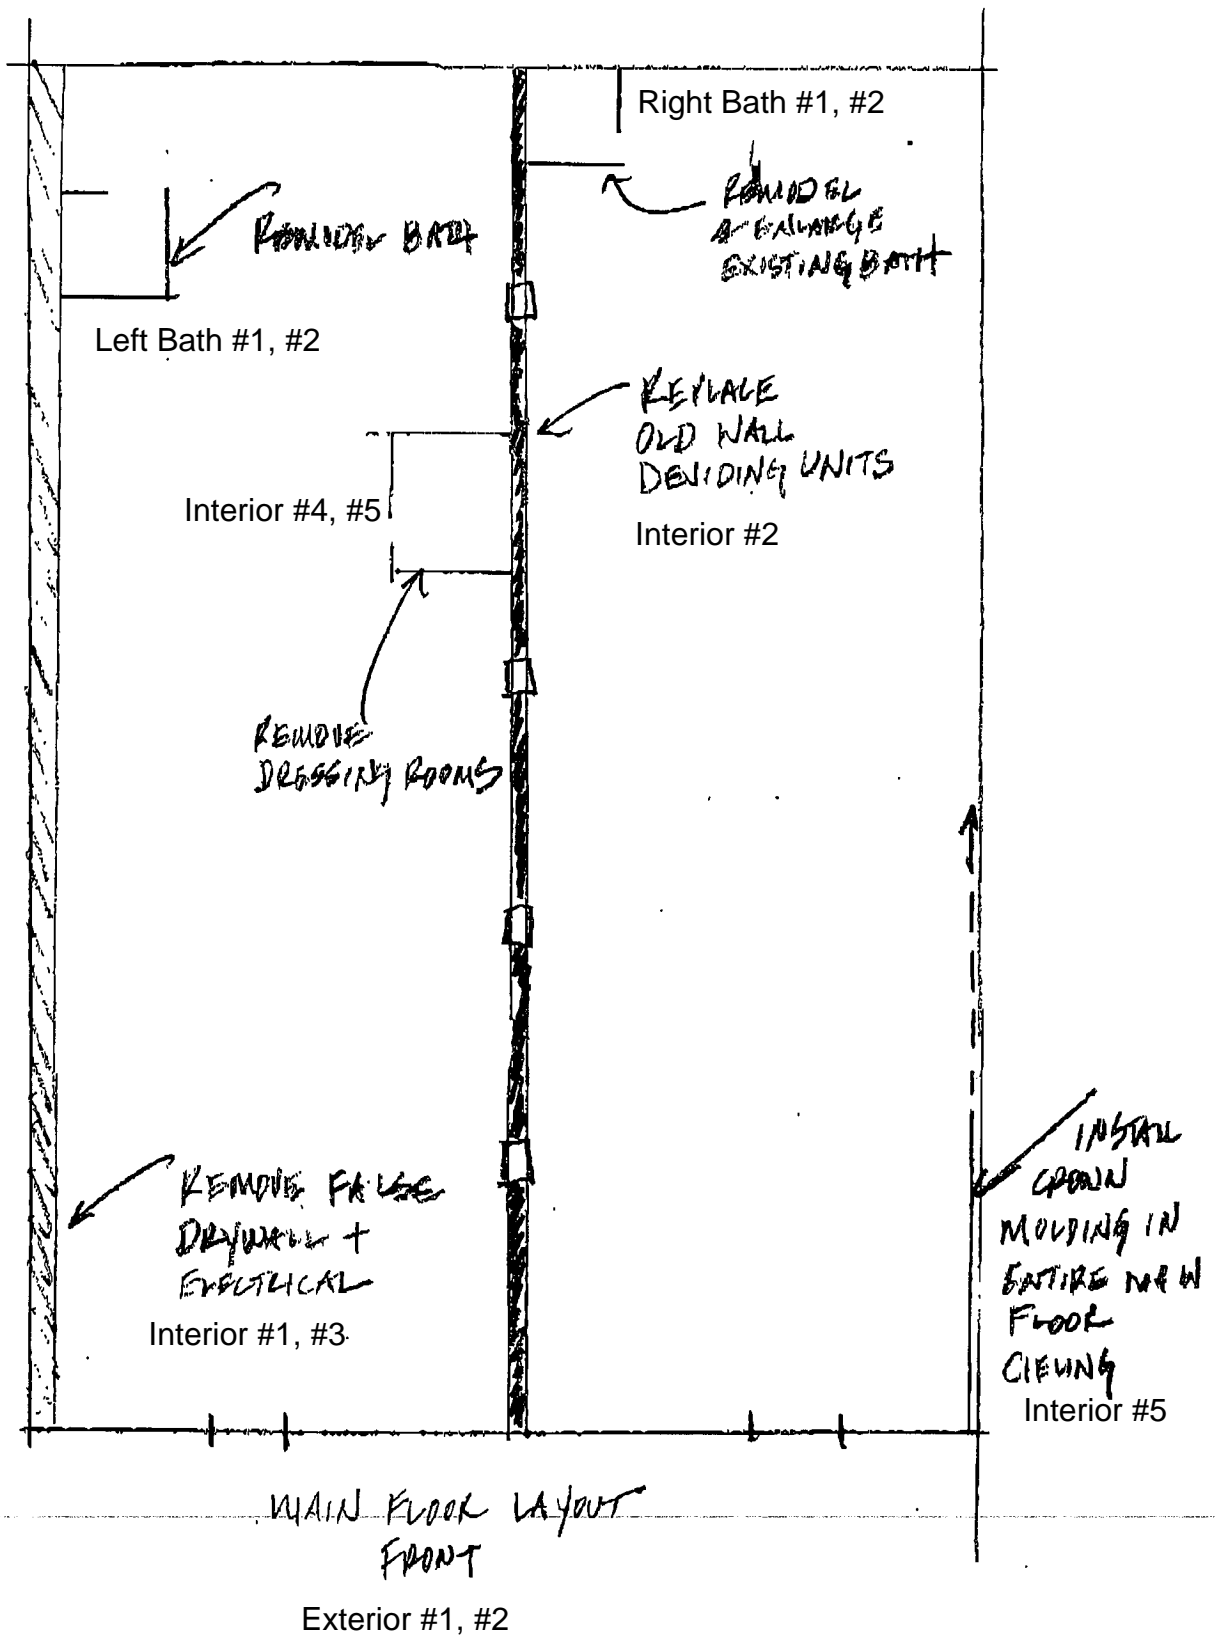 Right Bath #1, #2
REMODEL
& ENLARGE
EXISTING BATH
REMODEL BATH
Left Bath #1, #2
REPLACE
OLD WALL
DEVIDING UNITS
Interior #2
Interior #4, #5
REMOVE
DRESSING ROOMS
REMOVE FALSE
DRYWALL +
ELECTRICAL
Interior #1, #3
INSTALL
CROWN
MOLDING IN
ENTIRE
FLOOR
CIELING
Interior #5
MAIN FLOOR LAYOUT
FRONT
Exterior #1, #2